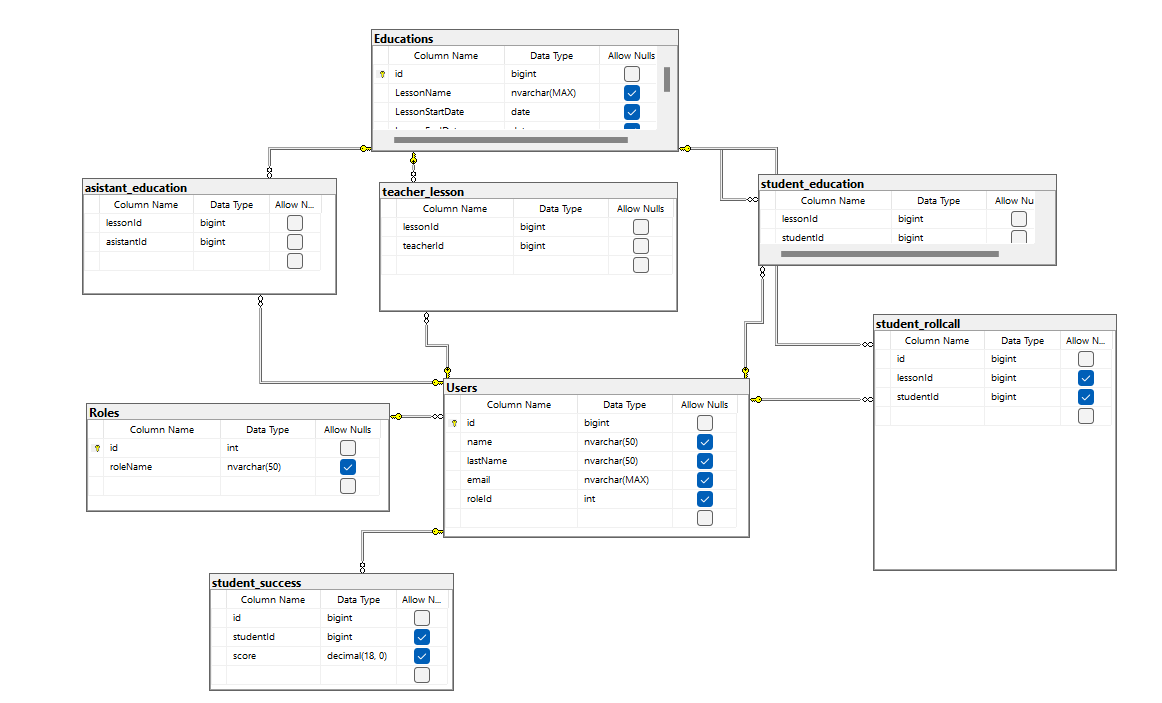 Educations
Column Name Data Type Allow Nulls
id bigint
LessonName nvarchar(MAX)
LessonStartDate date
asistant_education
Column Name Data Type Allow N...
lessonId bigint
asistantId bigint
teacher_lesson
Column Name Data Type Allow Nulls
lessonId bigint
teacherId bigint
student_education
Column Name Data Type Allow Nu
lessonId bigint
studentId bigint
student_rollcall
Column Name Data Type Allow N...
id bigint
lessonId bigint
studentId bigint
Users
Column Name Data Type Allow Nulls
id bigint
name nvarchar(50)
lastName nvarchar(50)
email nvarchar(MAX)
roleId int
Roles
Column Name Data Type Allow Nulls
id int
roleName nvarchar(50)
student_success
Column Name Data Type Allow N...
id bigint
studentId bigint
score decimal(18, 0)